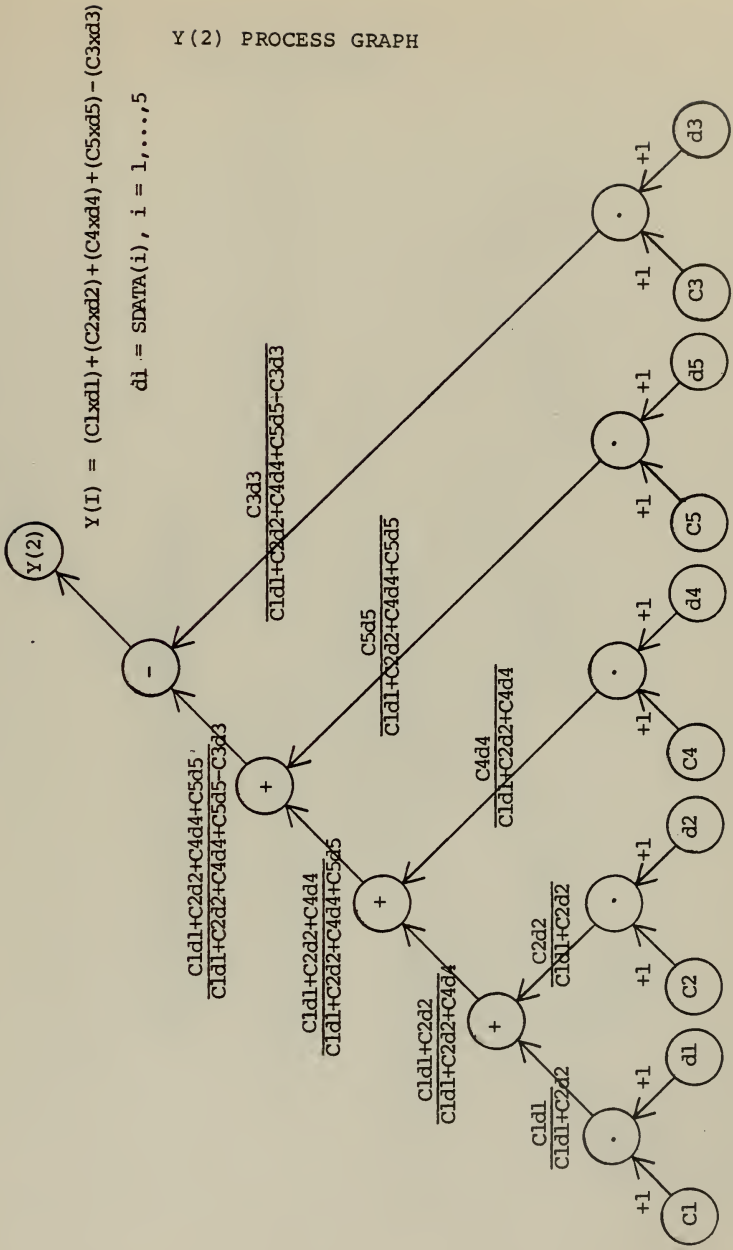 Y(2) PROCESS GRAPH
Y(I) = (C1xd1)+(C2xd2)+(C4xd4)+(C5xd5)-(C3xd3)
di = SDATA(i), i = 1,...,5
Y(2)
-
C3d3
C1d1+C2d2+C4d4+C5d5-C3d3
C1d1+C2d2+C4d4+C5d5
C1d1+C2d2+C4d4+C5d5-C3d3
+
C5d5
C1d1+C2d2+C4d4+C5d5
C1d1+C2d2+C4d4
C1d1+C2d2+C4d4+C5d5
+
C4d4
C1d1+C2d2+C4d4
C1d1+C2d2
C1d1+C2d2+C4d4
+
C1d1
C1d1+C2d2
C2d2
C1d1+C2d2
. . . . .
+1 +1 +1 +1 +1 +1 +1 +1 +1 +1
C1 d1 C2 d2 C4 d4 C5 d5 C3 d3